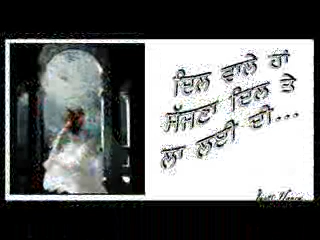 ਦਿਲ ਵਾਲੇ ਹਾਂ
ਸੱਜਣਾ ਦਿਲ ਤੇ
ਲਾ ਲਈ ਦੀ...